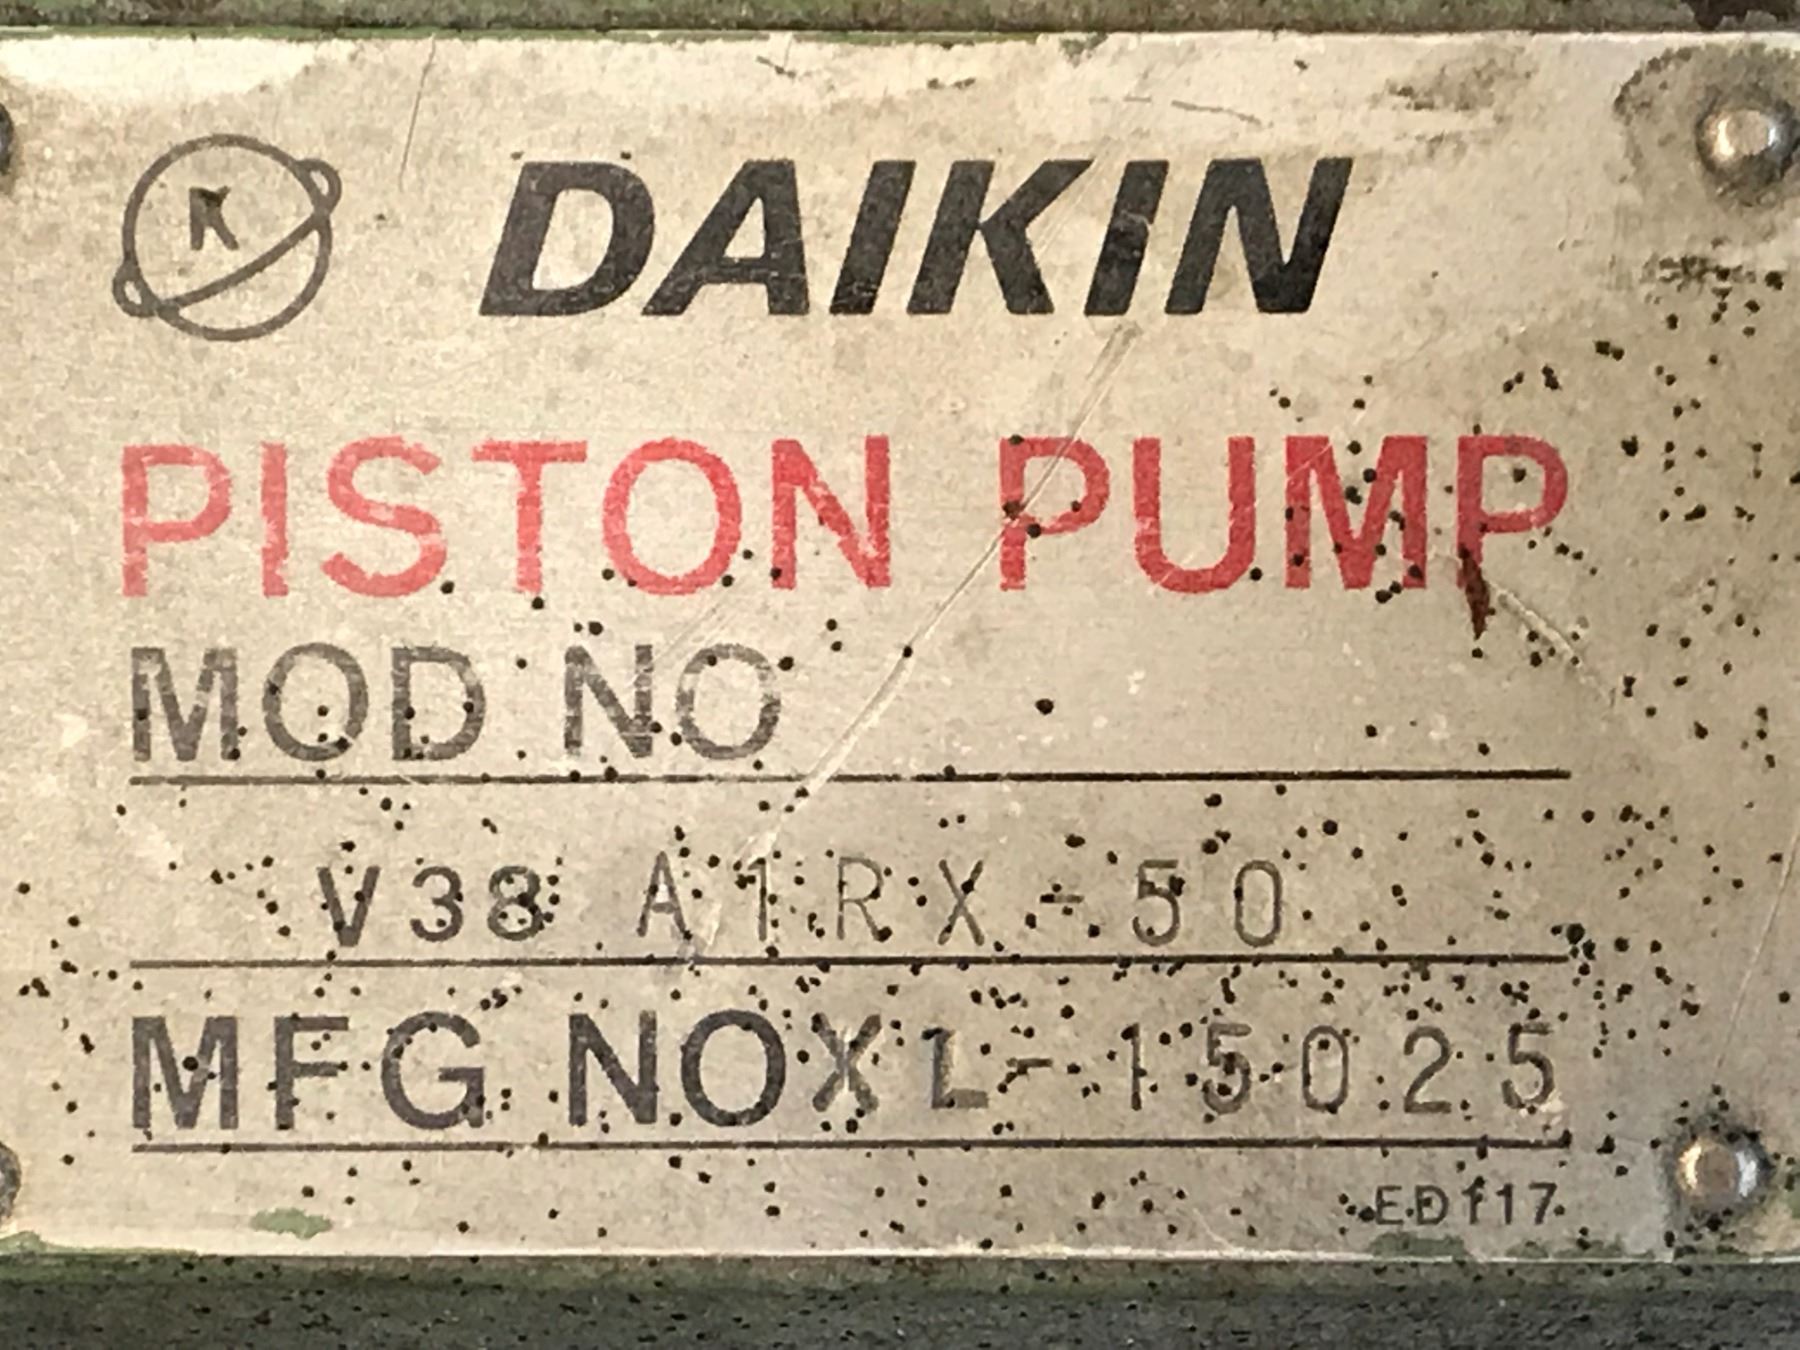 K DAIKIN
PISTON PUMP
MOD NO
V38 A1RX-50
MFG NO XL-15025
ED117